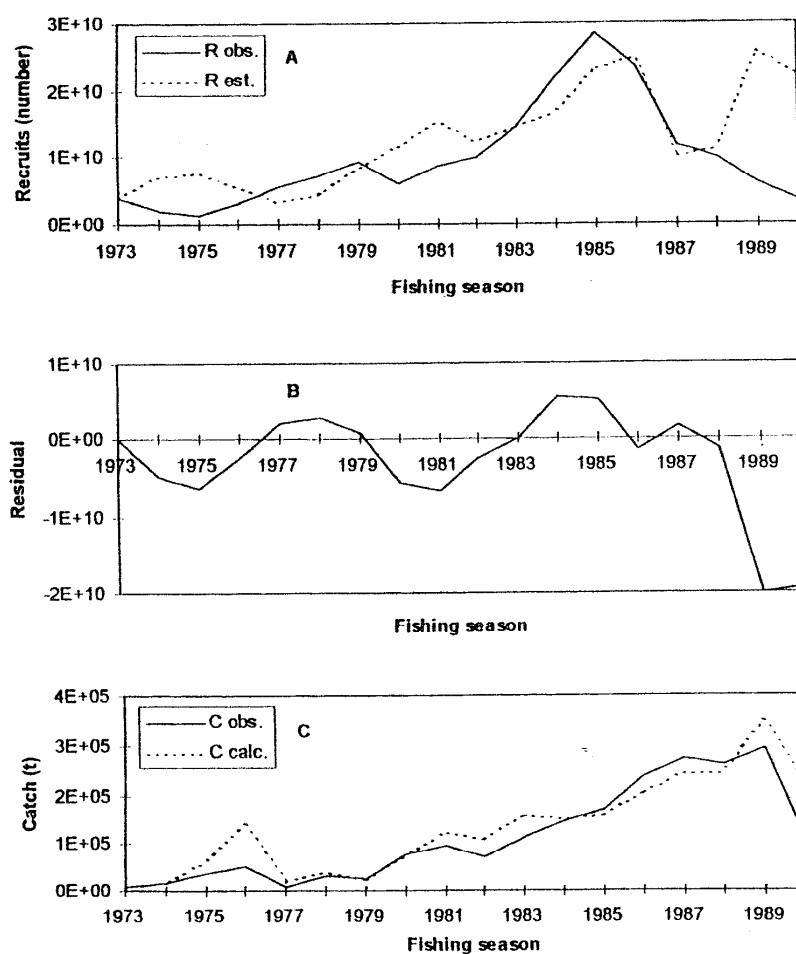 3E+10
2E+10
1E+10
0E+00
Recruits (number)
R obs.
R est.
A
1973 1975 1977 1979 1981 1983 1985 1987 1989
Fishing season
1E+10
0E+00
-1E+10
-2E+10
Residual
B
1973 1975 1977 1979 1981 1983 1985 1987 1989
Fishing season
4E+05
3E+05
2E+05
1E+05
0E+00
Catch (t)
C obs.
C calc.
C
1973 1975 1977 1979 1981 1983 1985 1987 1989
Fishing season